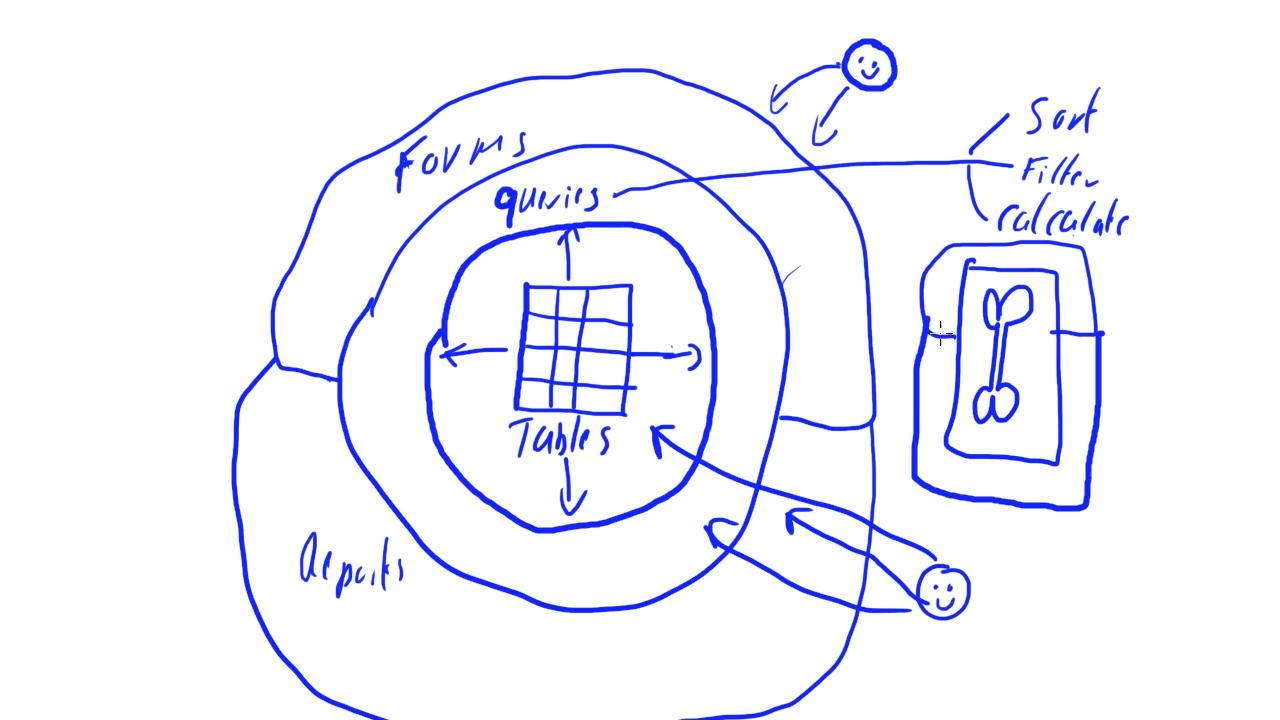 Forms
queries
Sort
Filter
calculate
Tables
Reports